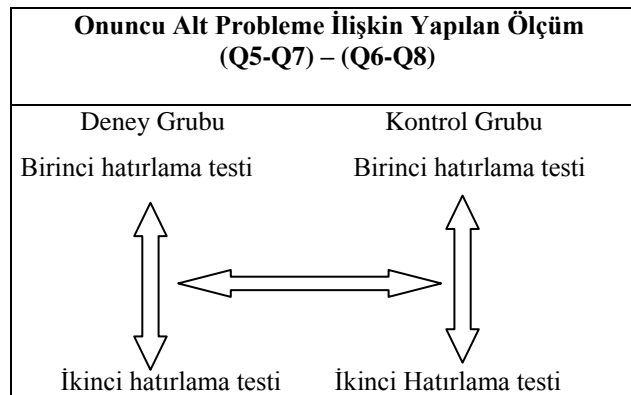 Onuncu Alt Probleme İlişkin Yapılan Ölçüm
(Q5-Q7) – (Q6-Q8)
Deney Grubu Kontrol Grubu
Birinci hatırlama testi Birinci hatırlama testi
İkinci hatırlama testi İkinci Hatırlama testi